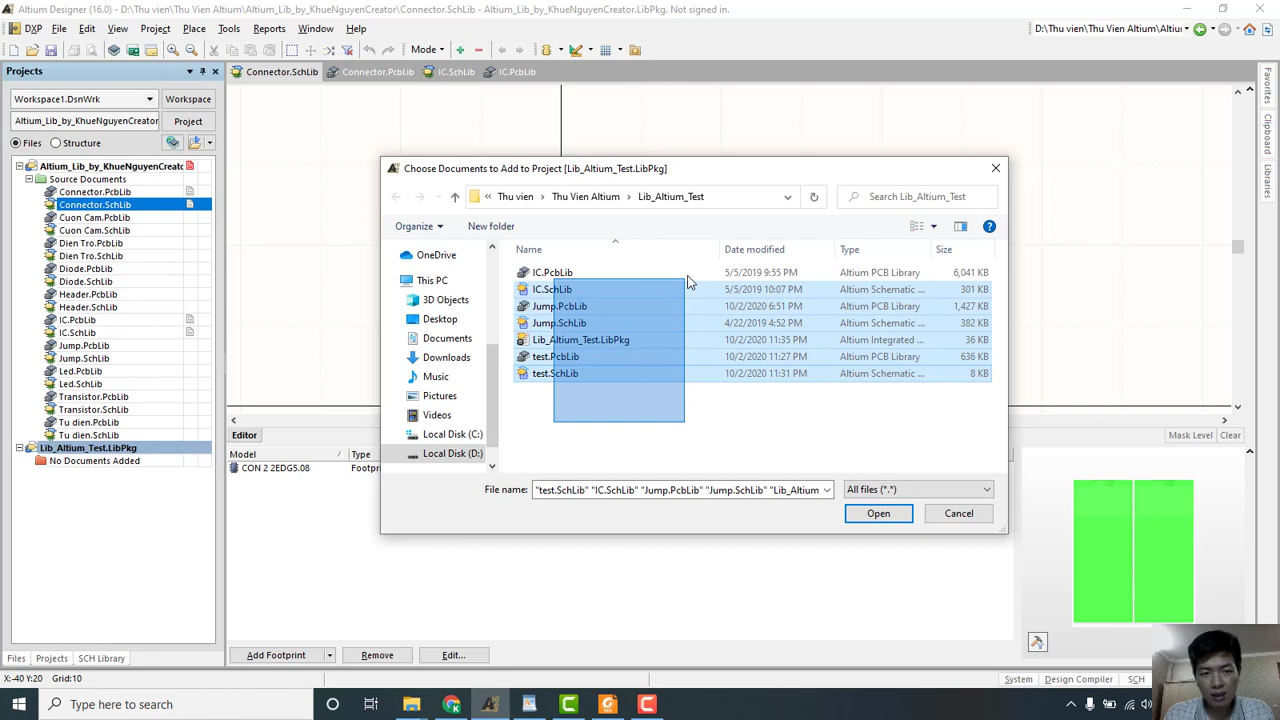 Altium Designer (16.0) - D:\Thu vien\Thu Vien Altium\Altium_Lib_by_KhueNguyenCreator\Connector.SchLib - Altium_Lib_by_KhueNguyenCreator.LibPkg. Not signed in.
DXP File Edit View Project Place Tools Reports Window Help
D:\Thu vien\Thu Vien Altium\Altiur
Mode
Projects
Connector.SchLib Connector.PcbLib IC.SchLib IC.PcbLib
Workspace1.DsnWrk Workspace
Altium_Lib_by_KhueNguyenCreator Project
Files Structure
Altium_Lib_by_KhueNguyenCreato
Source Documents
Connector.PcbLib
Connector.SchLib
Cuon Cam.PcbLib
Cuon Cam.SchLib
Dien Tro.PcbLib
Dien Tro.SchLib
Diode.PcbLib
Diode.SchLib
Header.PcbLib
Header.SchLib
IC.PcbLib
IC.SchLib
Jump.PcbLib
Jump.SchLib
Led.PcbLib
Led.SchLib
Transistor.PcbLib
Transistor.SchLib
Tu dien.PcbLib
Tu dien.SchLib
Lib_Altium_Test.LibPkg
No Documents Added
Files Projects SCH Library
Choose Documents to Add to Project [Lib_Altium_Test.LibPkg]
Thu vien Thu Vien Altium Lib_Altium_Test
Search Lib_Altium_Test
Organize New folder
OneDrive
This PC
3D Objects
Desktop
Documents
Downloads
Music
Pictures
Videos
Local Disk (C:)
Local Disk (D:)
Name Date modified Type Size
IC.PcbLib 5/5/2019 9:55 PM Altium PCB Library 6,041 KB
IC.SchLib 5/5/2019 10:07 PM Altium Schematic ... 301 KB
Jump.PcbLib 10/2/2020 6:51 PM Altium PCB Library 1,427 KB
Jump.SchLib 4/22/2019 4:52 PM Altium Schematic ... 382 KB
Lib_Altium_Test.LibPkg 10/2/2020 11:35 PM Altium Integrated ... 36 KB
test.PcbLib 10/2/2020 11:27 PM Altium PCB Library 636 KB
test.SchLib 10/2/2020 11:31 PM Altium Schematic ... 8 KB
File name: "test.SchLib" "IC.SchLib" "Jump.PcbLib" "Jump.SchLib" "Lib_Altium
All files (*.*)
Open Cancel
Editor
Mask Level Clear
Model / Type
CON 2 2EDG5.08 Footpr
Add Footprint Remove Edit...
Favorites
Clipboard
Libraries
X:-40 Y:20 Grid:10
System Design Compiler SCH
Type here to search